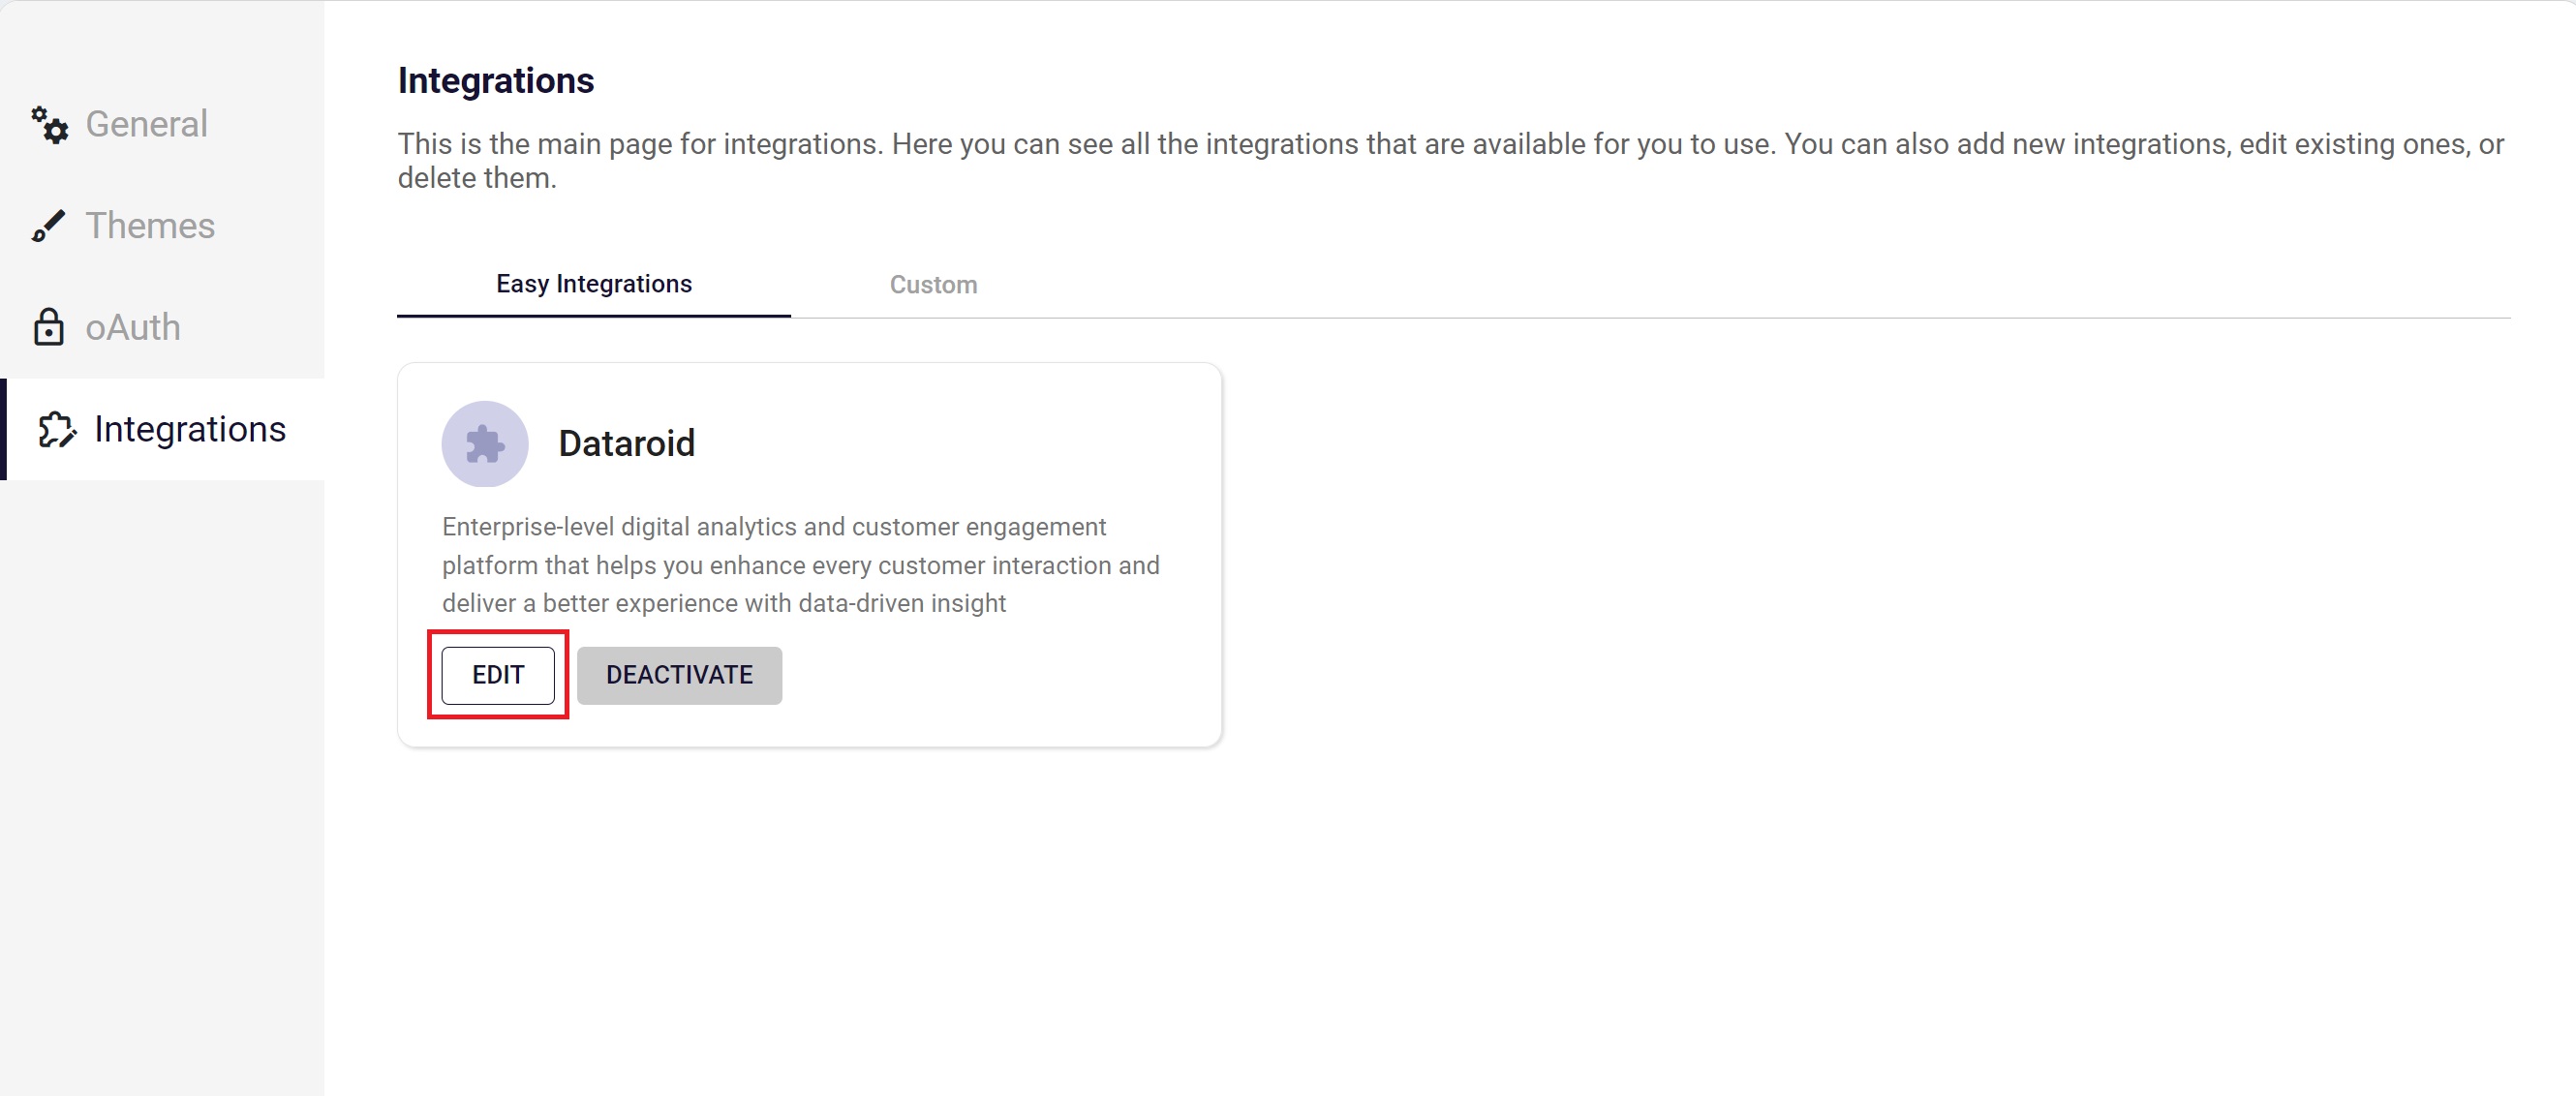 General
Themes
oAuth
Integrations
Integrations
This is the main page for integrations. Here you can see all the integrations that are available for you to use. You can also add new integrations, edit existing ones, or
delete them.
Easy Integrations
Custom
Dataroid
Enterprise-level digital analytics and customer engagement
platform that helps you enhance every customer interaction and
deliver a better experience with data-driven insight
EDIT
DEACTIVATE